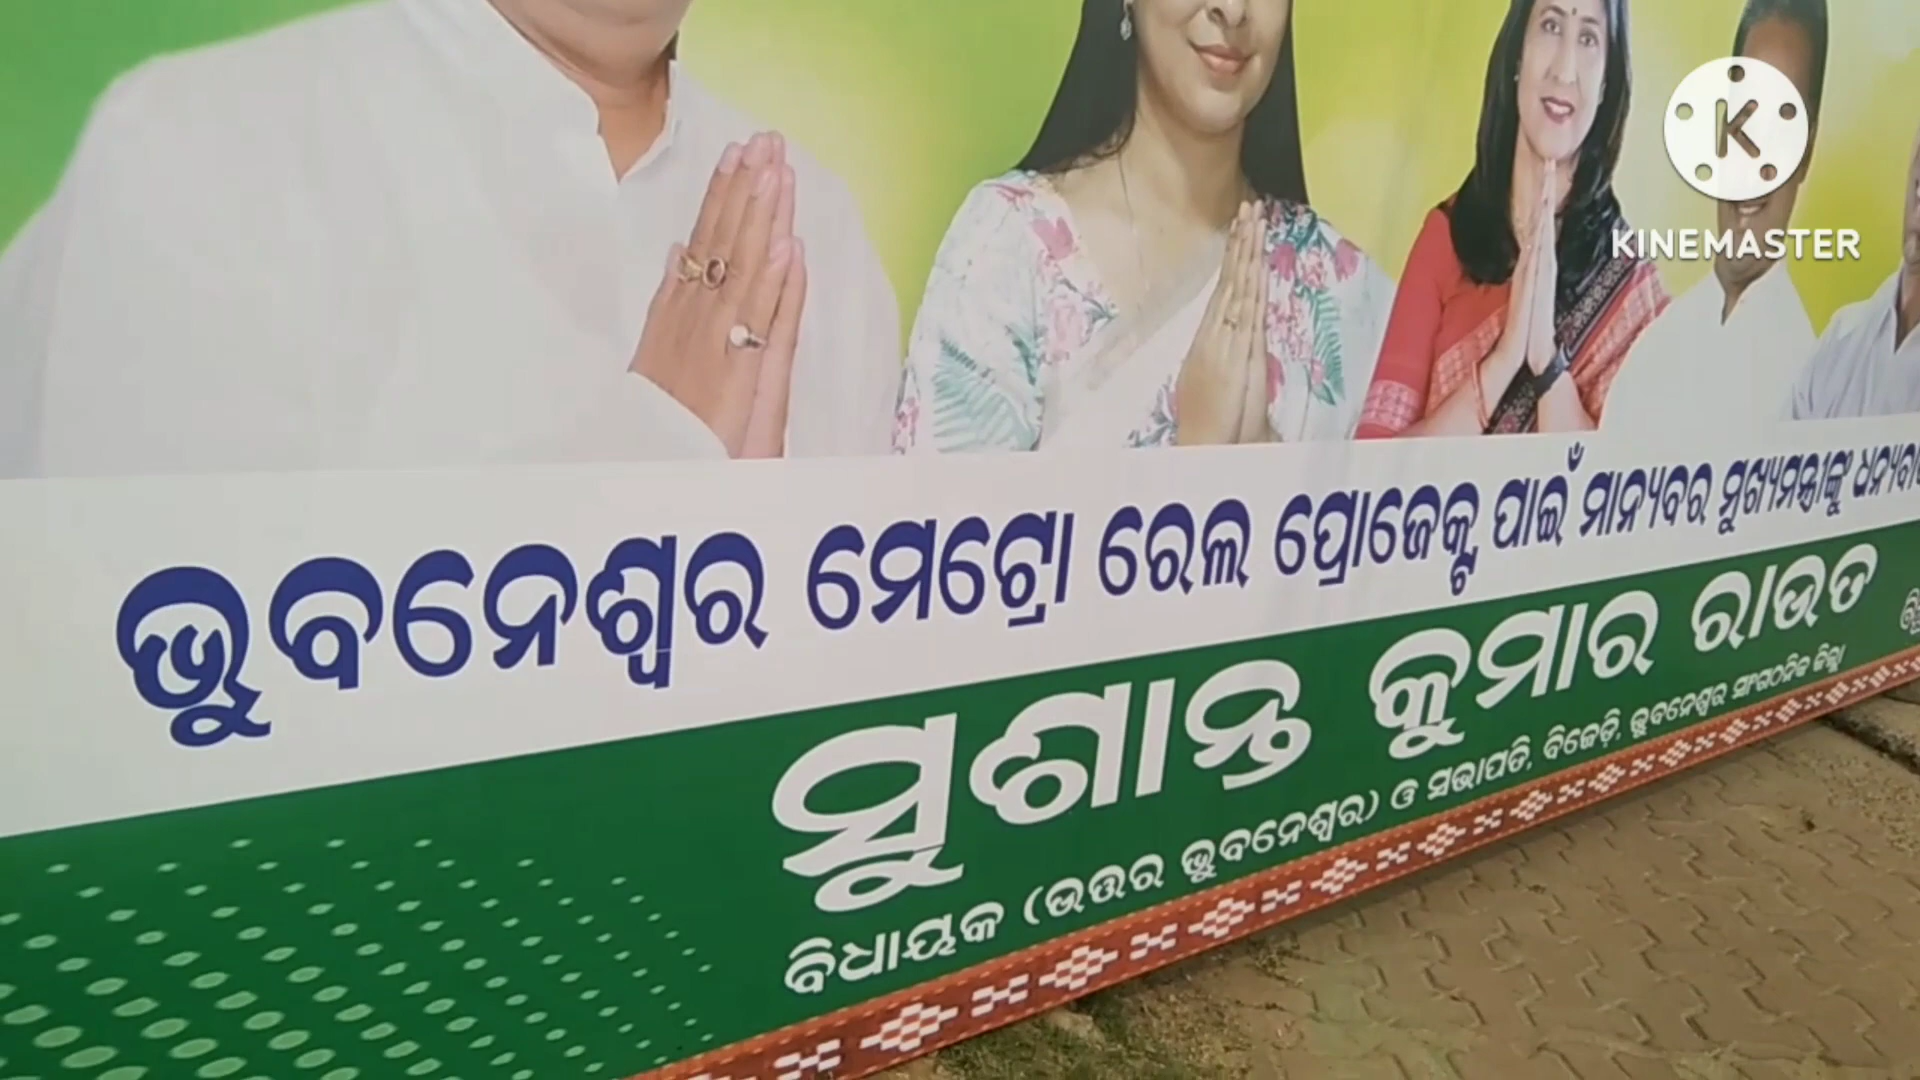 K
KINEMASTER
ଭୁବନେଶ୍ୱର ମେଟ୍ରୋ ରେଲ ପ୍ରୋଜେକ୍ଟ ପାଇଁ ମାନ୍ୟବର ମୁଖ୍ୟମନ୍ତ୍ରୀଙ୍କୁ
ସୁଶାନ୍ତ କୁମାର ରାଉତ
ବିଧାୟକ (ଉତ୍ତର ଭୁବନେଶ୍ୱର) ଓ ସଭାପତି, ବିଜେଡ଼ି, ଭୁବନେଶ୍ୱର ସାଂଗଠନିକ ଜିଲ୍ଲା